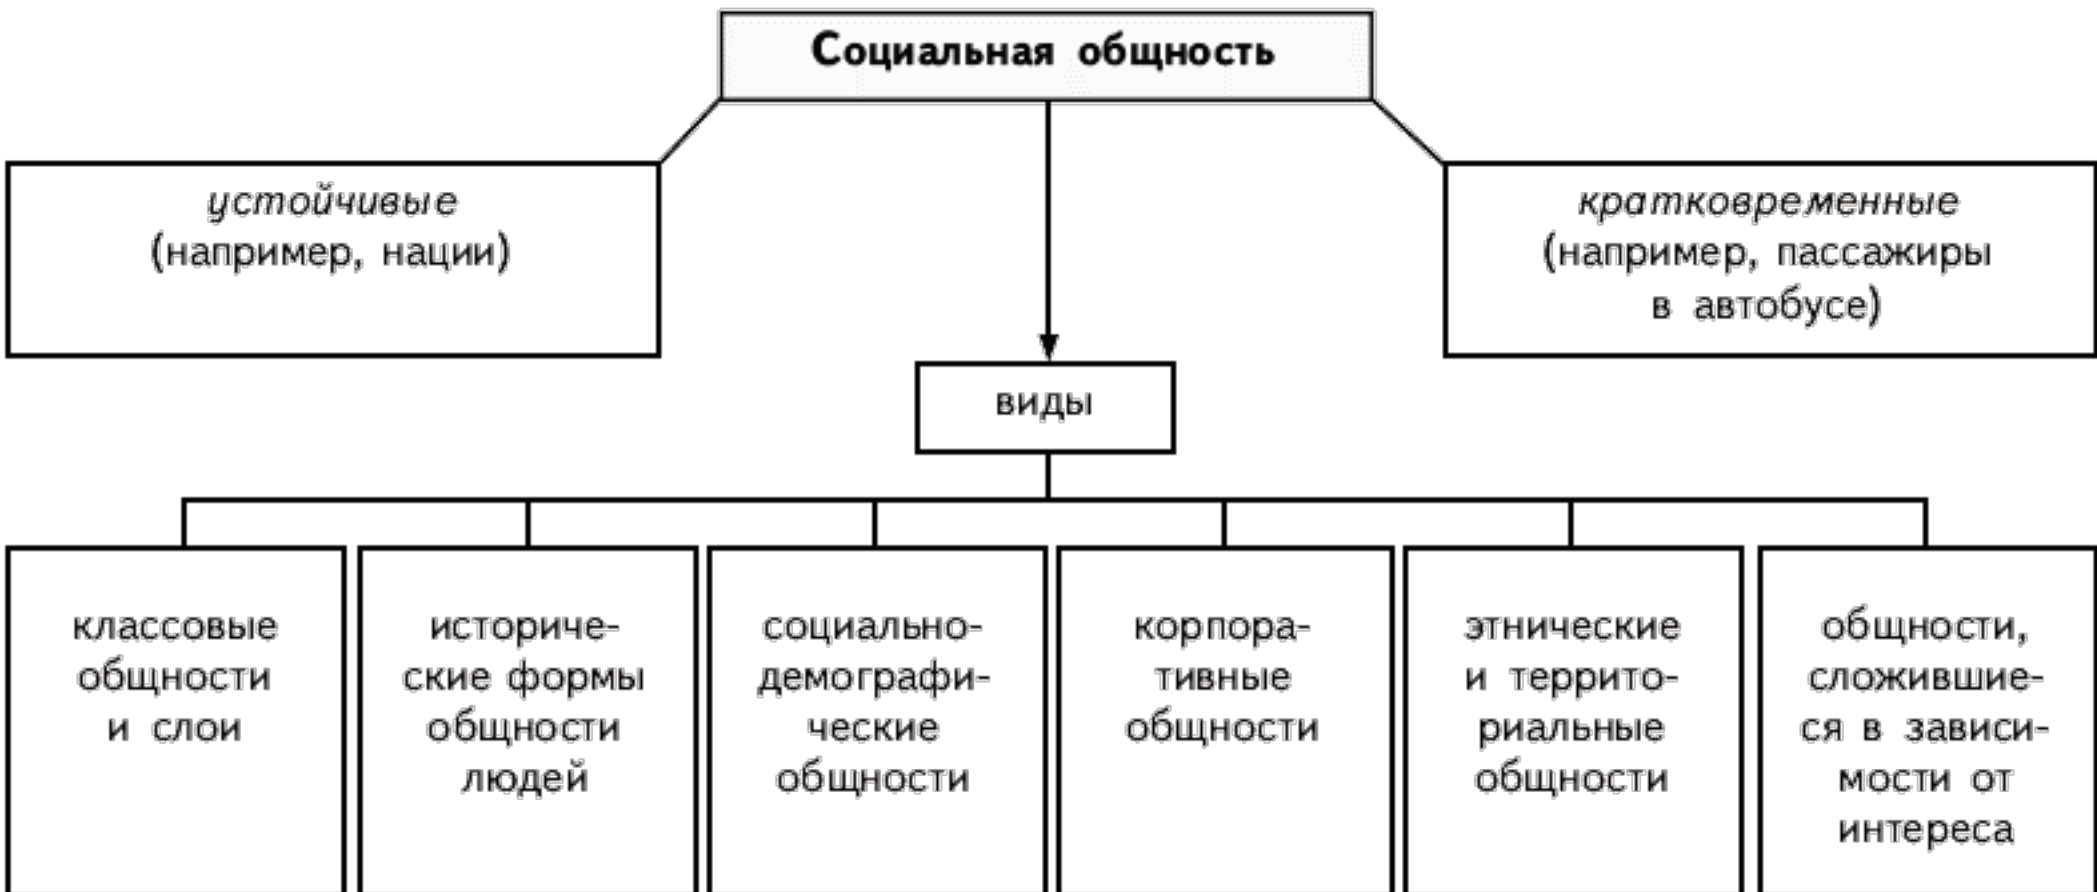 Социальная общность
устойчивые
(например, нации)
кратковременные
(например, пассажиры
в автобусе)
виды
классовые
общности
и слои
историче-
ские формы
общности
людей
социально-
демографи-
ческие
общности
корпора-
тивные
общности
этнические
и террито-
риальные
общности
общности,
сложившие-
ся в зависи-
мости от
интереса